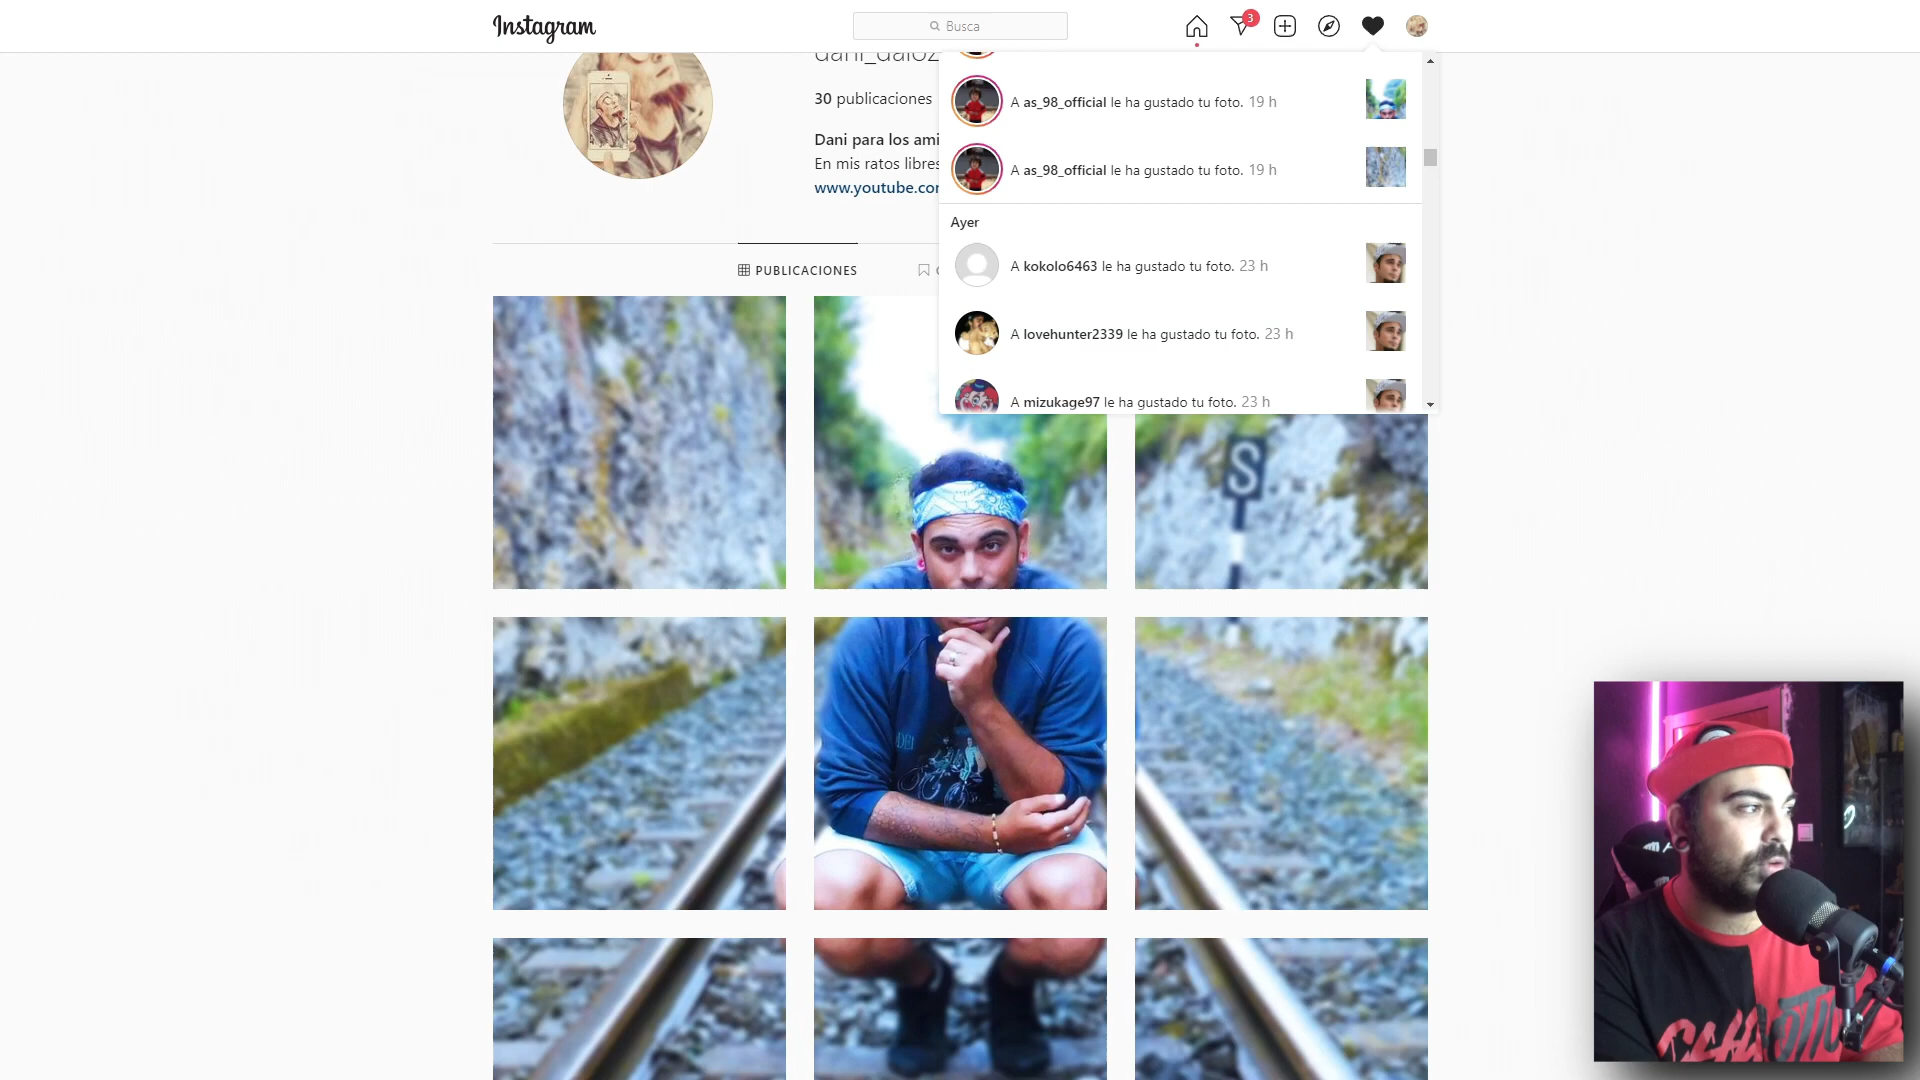 Instagram
Busca
3
30 publicaciones
Dani para los ami
En mis ratos libres
www.youtube.co
A as_98_official le ha gustado tu foto. 19 h
A as_98_official le ha gustado tu foto. 19 h
Ayer
A kokolo6463 le ha gustado tu foto. 23 h
A lovehunter2339 le ha gustado tu foto. 23 h
A mizukage97 le ha gustado tu foto. 23 h
PUBLICACIONES
S